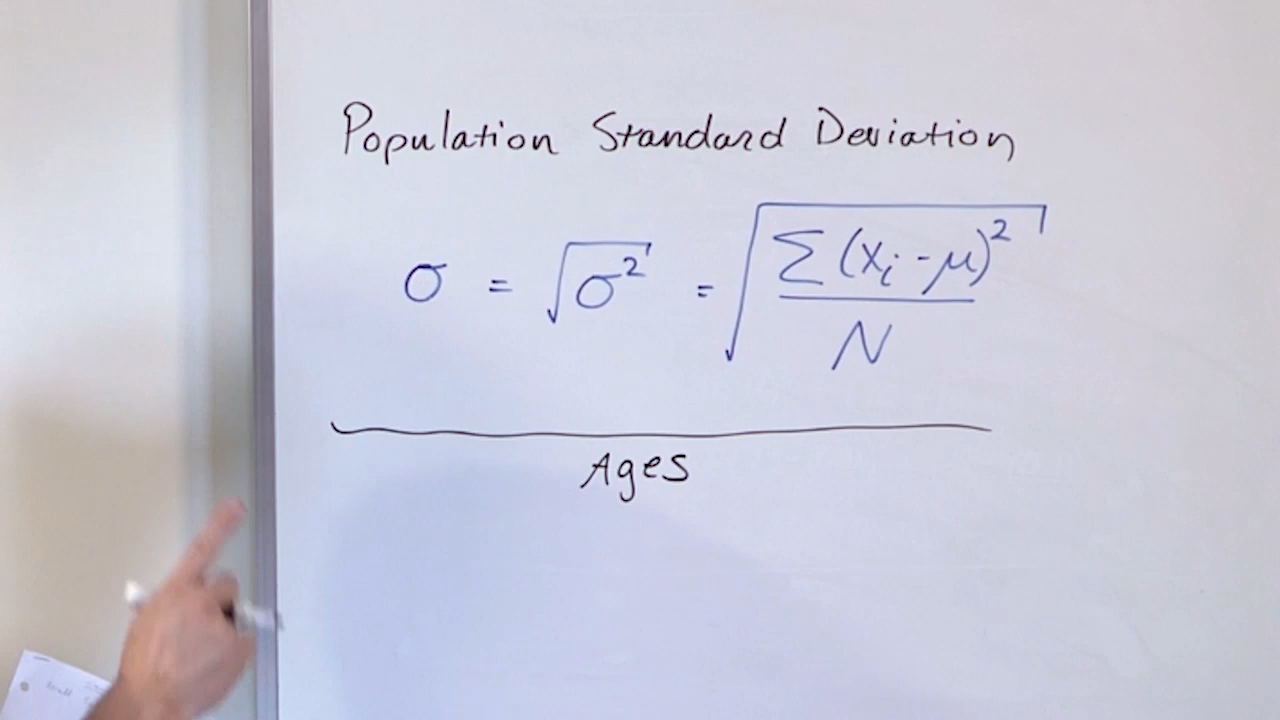 Population Standard Deviation
σ = √σ² = √(Σ(xᵢ-μ)²/N)
Ages